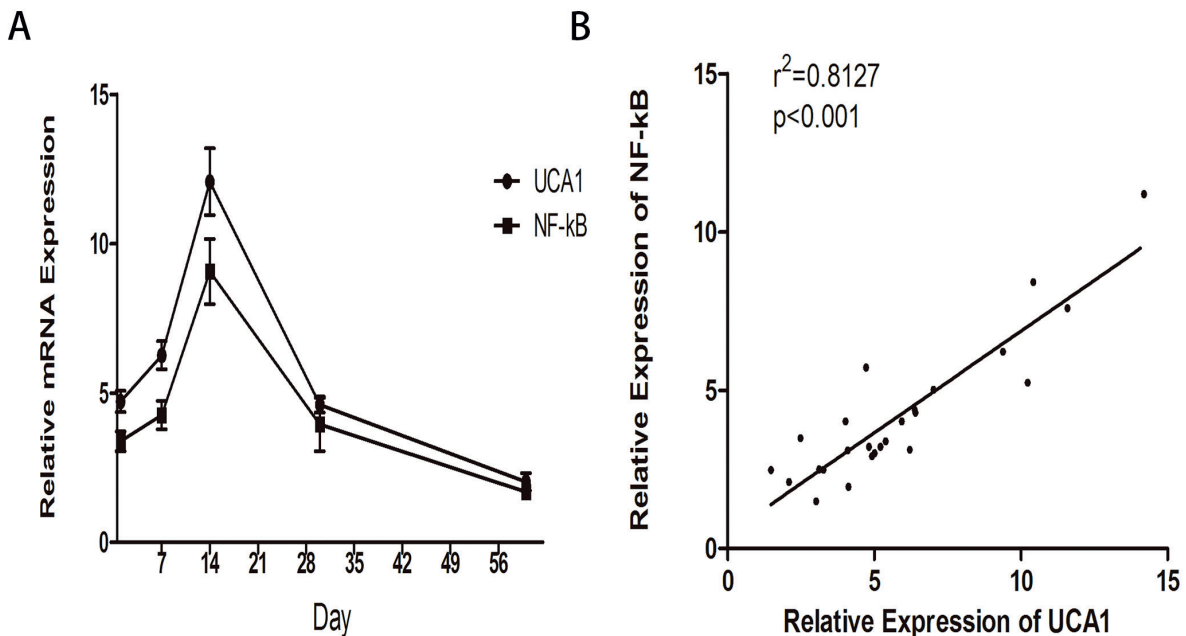 A
Relative mRNA Expression
15
10
5
0
7 14 21 28 35 42 49 56
Day
UCA1
NF-kB
B
r²=0.8127
p<0.001
Relative Expression of NF-kB
15
10
5
0
0 5 10 15
Relative Expression of UCA1